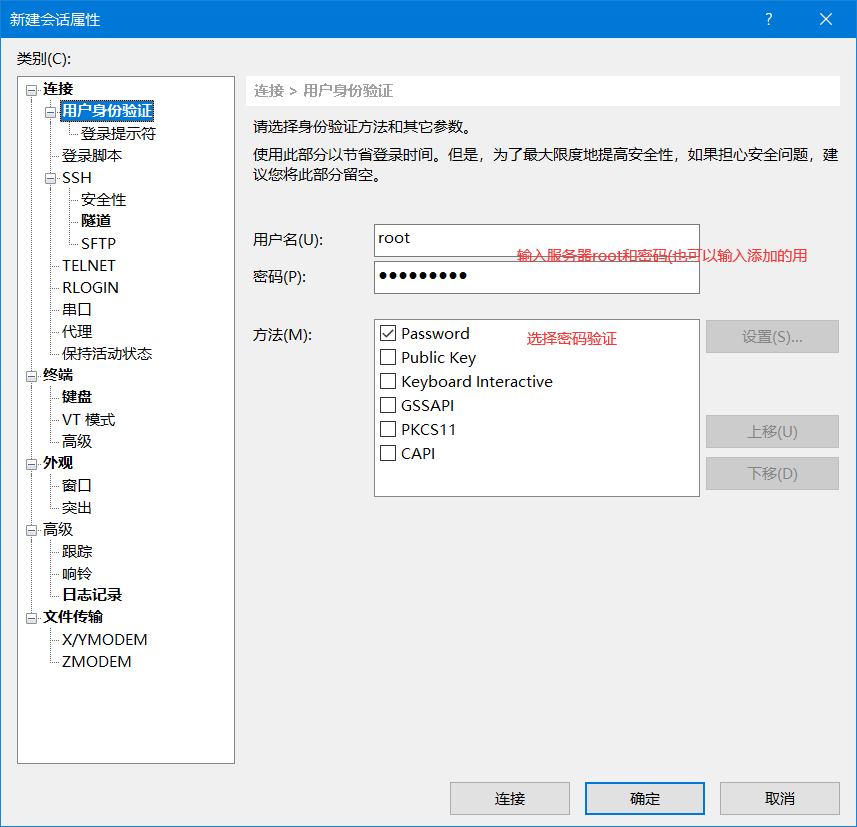 新建会话属性
?
类别(C):
连接
用户身份验证
登录提示符
登录脚本
SSH
安全性
隧道
SFTP
TELNET
RLOGIN
串口
代理
保持活动状态
终端
键盘
VT 模式
高级
外观
窗口
突出
高级
跟踪
响铃
日志记录
文件传输
X/YMODEM
ZMODEM
连接 > 用户身份验证
请选择身份验证方法和其它参数。
使用此部分以节省登录时间。但是，为了最大限度地提高安全性，如果担心安全问题，建
议您将此部分留空。
用户名(U):
root
输入服务器root和密码(也可以输入添加的用
密码(P):
●●●●●●●●●
方法(M):
Password
选择密码验证
Public Key
Keyboard Interactive
GSSAPI
PKCS11
CAPI
设置(S)...
上移(U)
下移(D)
连接
确定
取消